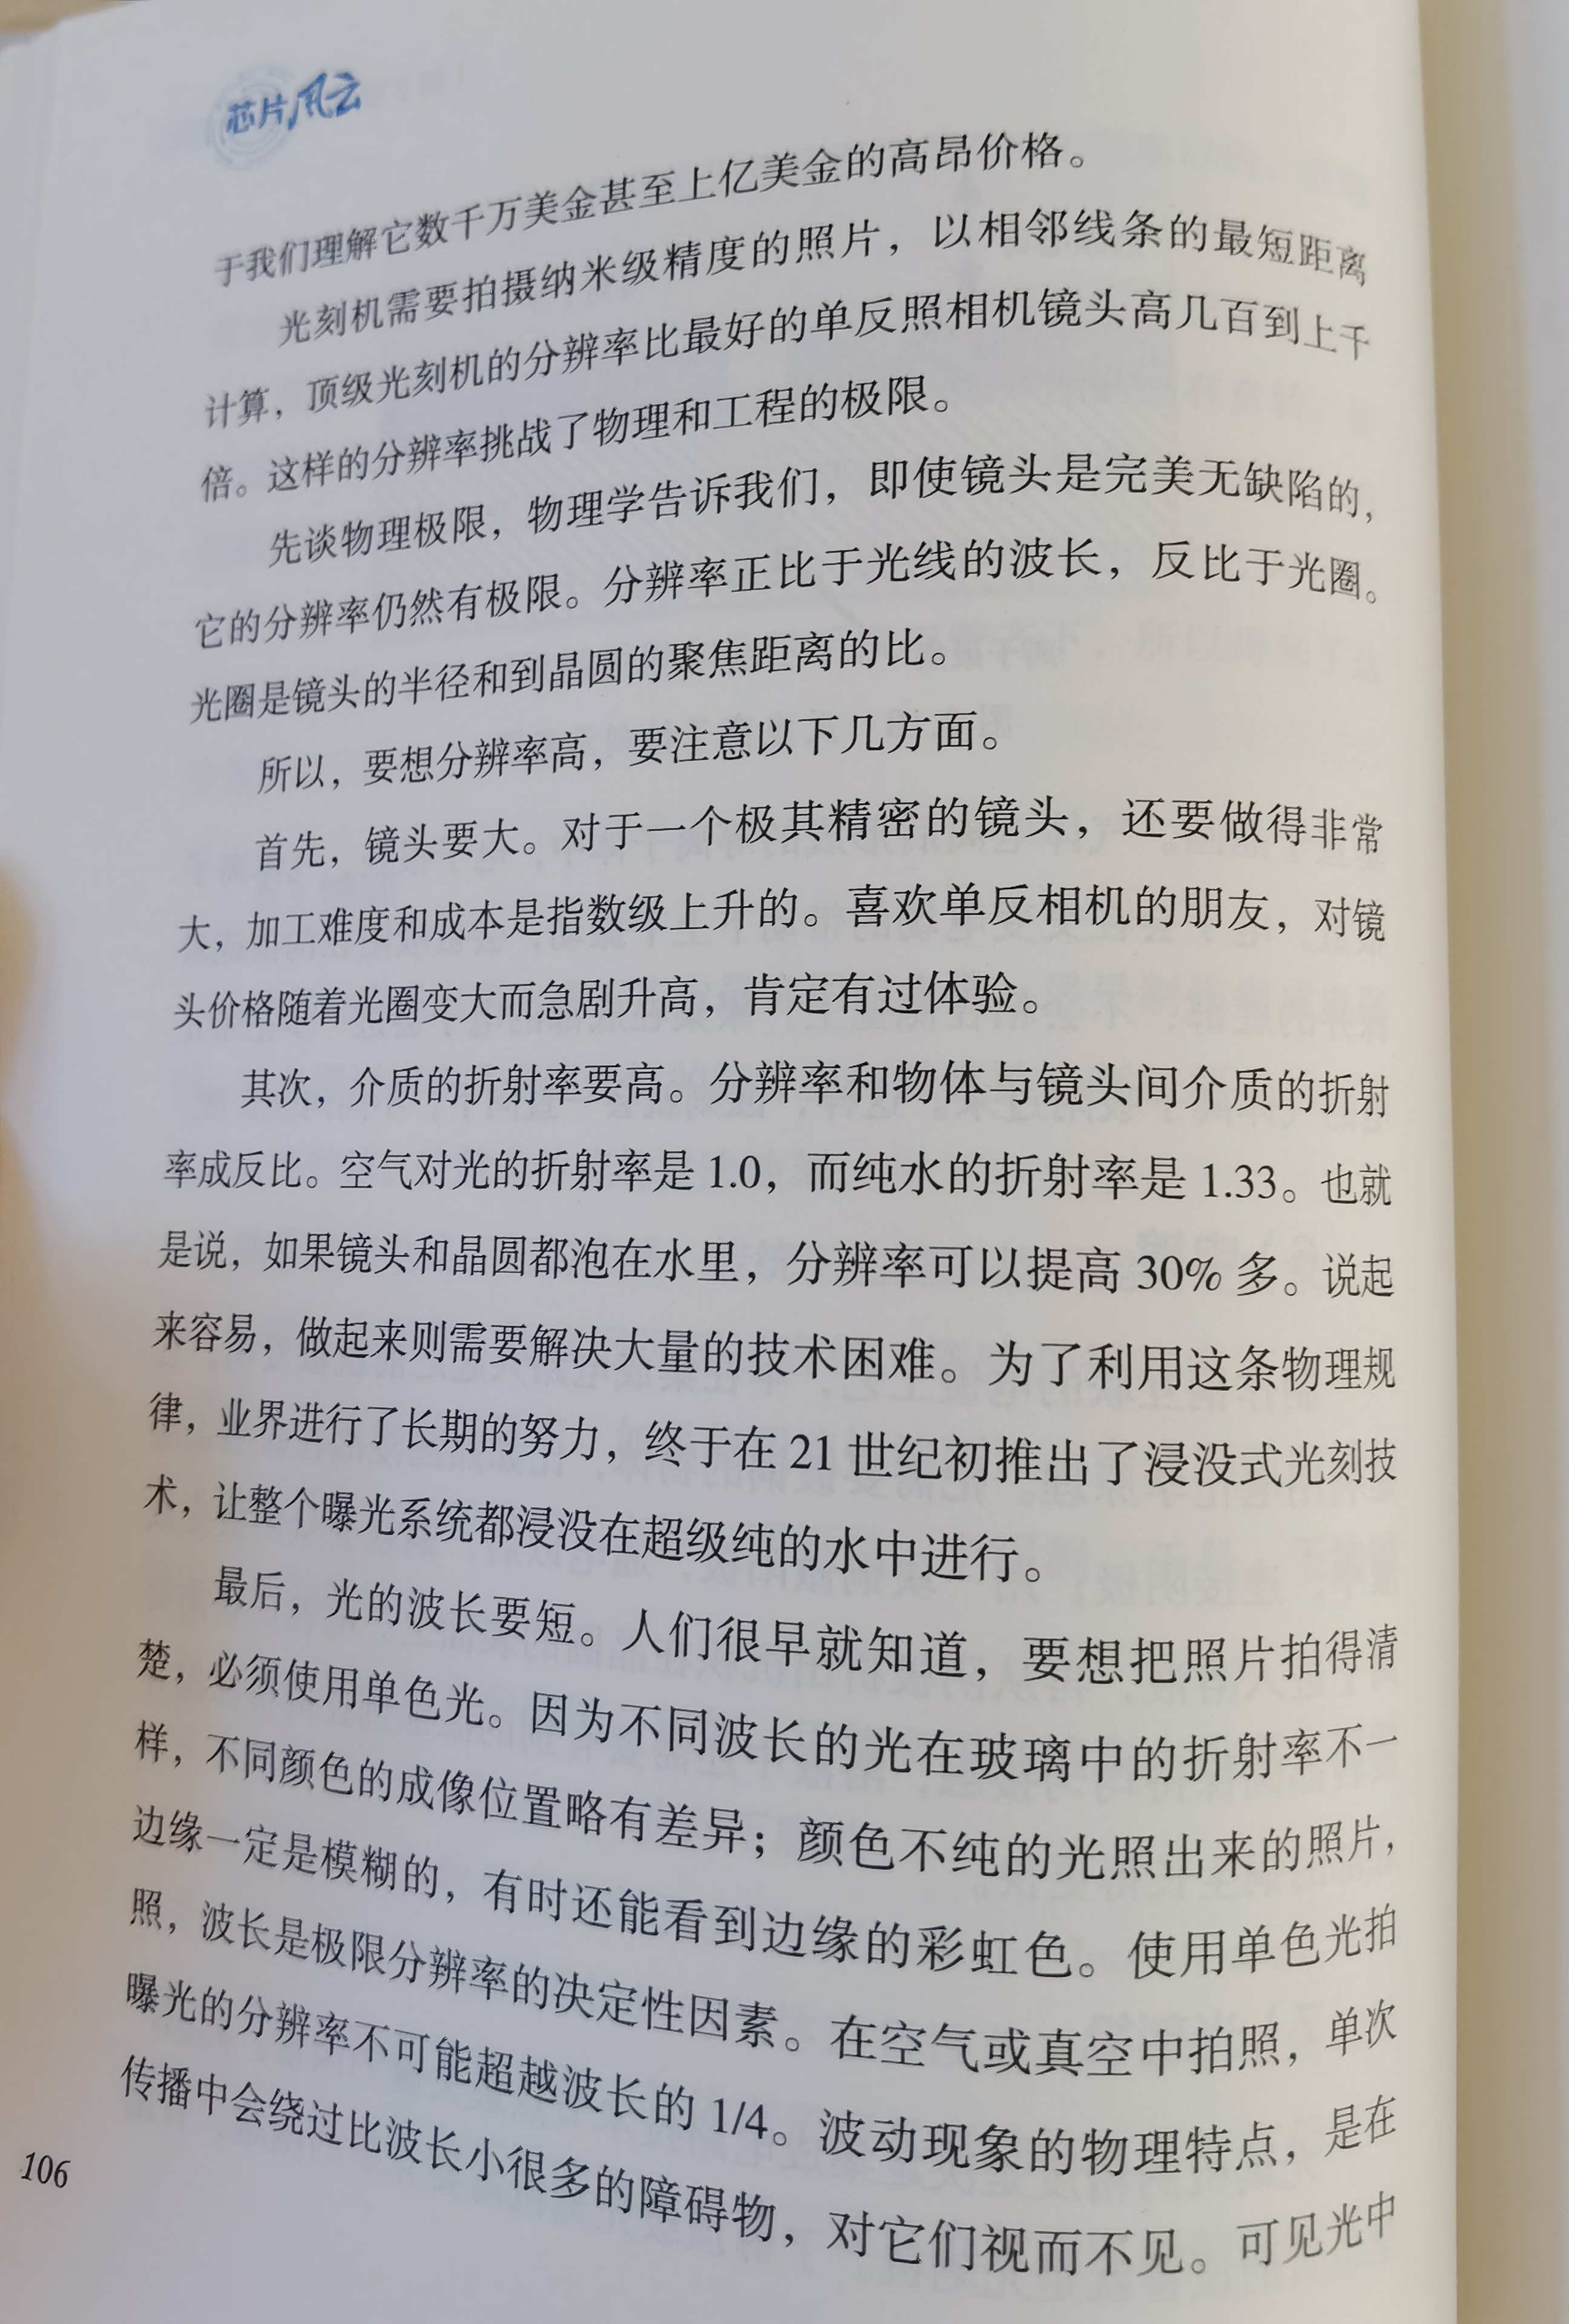 芯片风云
于我们理解它数千万美金甚至上亿美金的高昂价格。
光刻机需要拍摄纳米级精度的照片，以相邻线条的最短距离
计算，顶级光刻机的分辨率比最好的单反照相机镜头高几百到上千
倍。这样的分辨率挑战了物理和工程的极限。
先谈物理极限，物理学告诉我们，即使镜头是完美无缺陷的，
它的分辨率仍然有极限。分辨率正比于光线的波长，反比于光圈。
光圈是镜头的半径和到晶圆的聚焦距离的比。
所以，要想分辨率高，要注意以下几方面。
首先，镜头要大。对于一个极其精密的镜头，还要做得非常
大，加工难度和成本是指数级上升的。喜欢单反相机的朋友，对镜
头价格随着光圈变大而急剧升高，肯定有过体验。
其次，介质的折射率要高。分辨率和物体与镜头间介质的折射
率成反比。空气对光的折射率是 1.0，而纯水的折射率是 1.33。也就
是说，如果镜头和晶圆都泡在水里，分辨率可以提高 30% 多。说起
来容易，做起来则需要解决大量的技术困难。为了利用这条物理规
律，业界进行了长期的努力，终于在 21 世纪初推出了浸没式光刻技
术，让整个曝光系统都浸没在超级纯的水中进行。
最后，光的波长要短。人们很早就知道，要想把照片拍得清
楚，必须使用单色光。因为不同波长的光在玻璃中的折射率不一
样，不同颜色的成像位置略有差异；颜色不纯的光照出来的照片，
边缘一定是模糊的，有时还能看到边缘的彩虹色。使用单色光拍
照，波长是极限分辨率的决定性因素。在空气或真空中拍照，单次
曝光的分辨率不可能超越波长的 1/4。波动现象的物理特点，是在
传播中会绕过比波长小很多的障碍物，对它们视而不见。可见光中
106